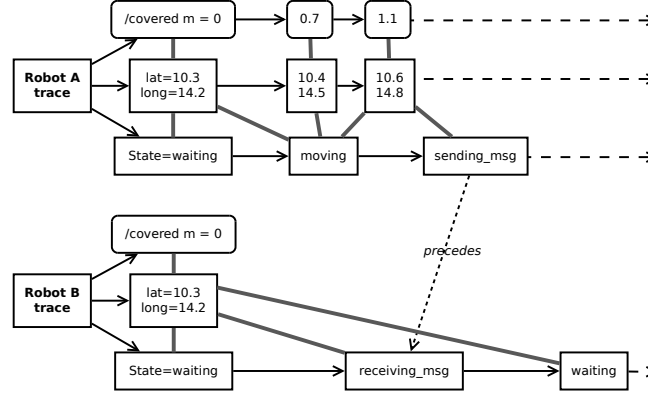 /covered m = 0
0.7
1.1
Robot A
trace
lat=10.3
long=14.2
10.4
14.5
10.6
14.8
State=waiting
moving
sending_msg
precedes
/covered m = 0
Robot B
trace
lat=10.3
long=14.2
State=waiting
receiving_msg
waiting